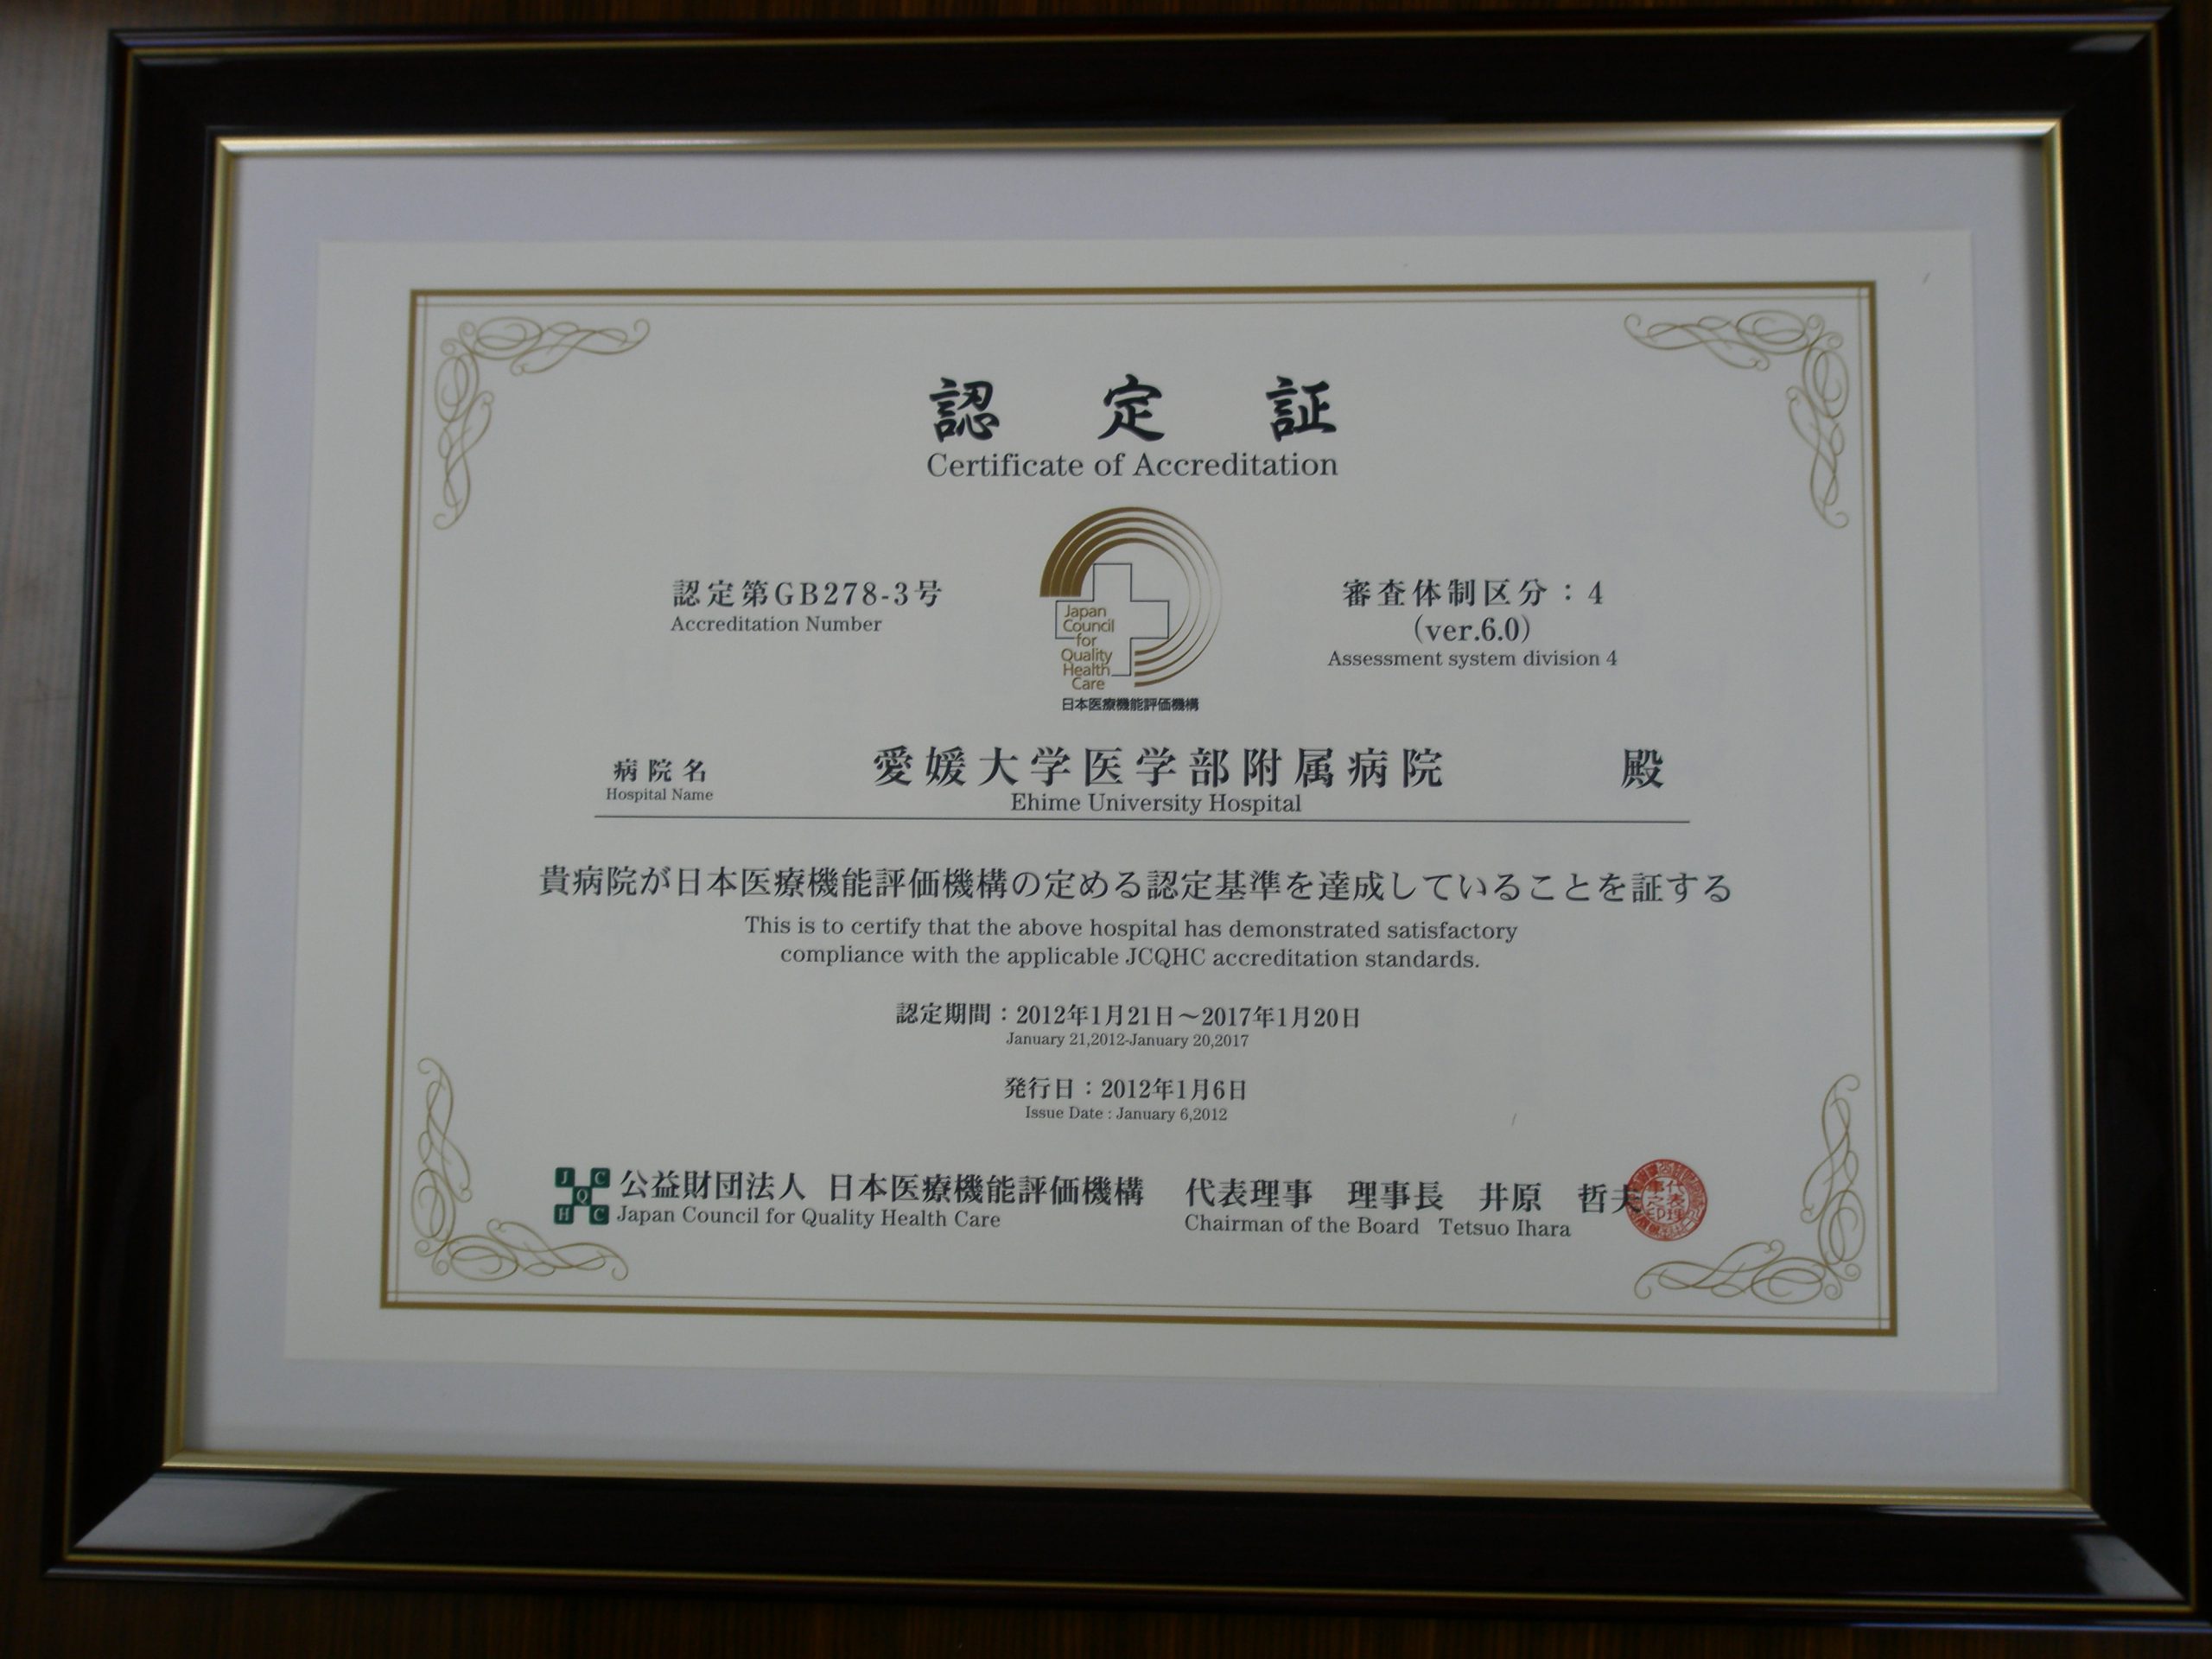 認定証
Certificate of Accreditation
認定第GB278-3号
Accreditation Number
Japan
Council
for
Quality
Health
Care
日本医療機能評価機構
審査体制区分：4
(ver.6.0)
Assessment system division 4
病院名
Hospital Name
愛媛大学医学部附属病院 殿
Ehime University Hospital
貴病院が日本医療機能評価機構の定める認定基準を達成していることを証する
This is to certify that the above hospital has demonstrated satisfactory
compliance with the applicable JCQHC accreditation standards.
認定期間：2012年1月21日～2017年1月20日
January 21,2012-January 20,2017
発行日：2012年1月6日
Issue Date : January 6,2012
J C
Q
H C
公益財団法人 日本医療機能評価機構
Japan Council for Quality Health Care
代表理事 理事長 井原 哲夫
Chairman of the Board Tetsuo Ihara
代表理事之印